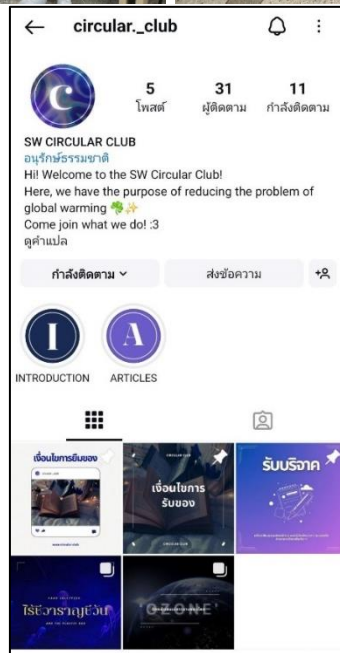 circular._club
C
5
31
11
โพสต์
ผู้ติดตาม
กำลังติดตาม
SW CIRCULAR CLUB
อนุรักษ์ธรรมชาติ
Hi! Welcome to the SW Circular Club!
Here, we have the purpose of reducing the problem of
global warming 🍀✨
Come join what we do! :3
ดูคำแปล
กำลังติดตาม
ส่งข้อความ
I
A
INTRODUCTION
ARTICLES
เงื่อนไขการยืมของ
เงื่อนไขการ
รับของ
รับบริจาค
OZONE